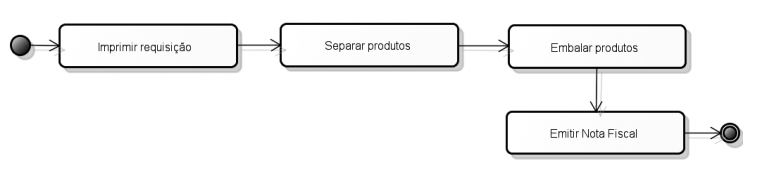 Imprimir requisição
Separar produtos
Embalar produtos
Emitir Nota Fiscal